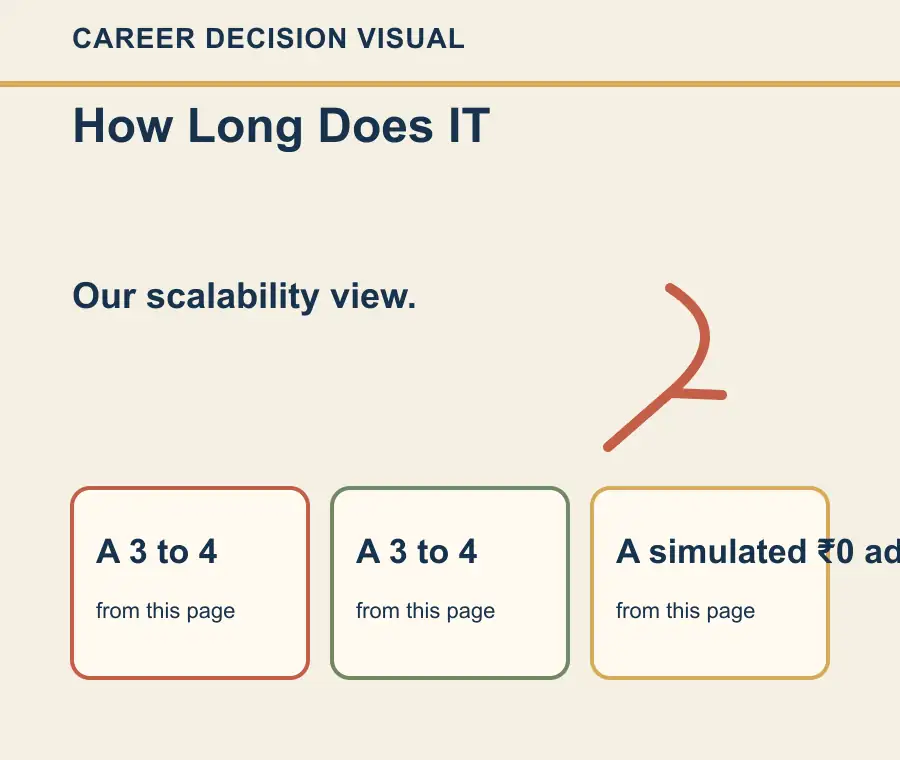 CAREER DECISION VISUAL
How Long Does IT
Our scalability view.
A 3 to 4
from this page
A 3 to 4
from this page
A simulated ₹0 ad
from this page